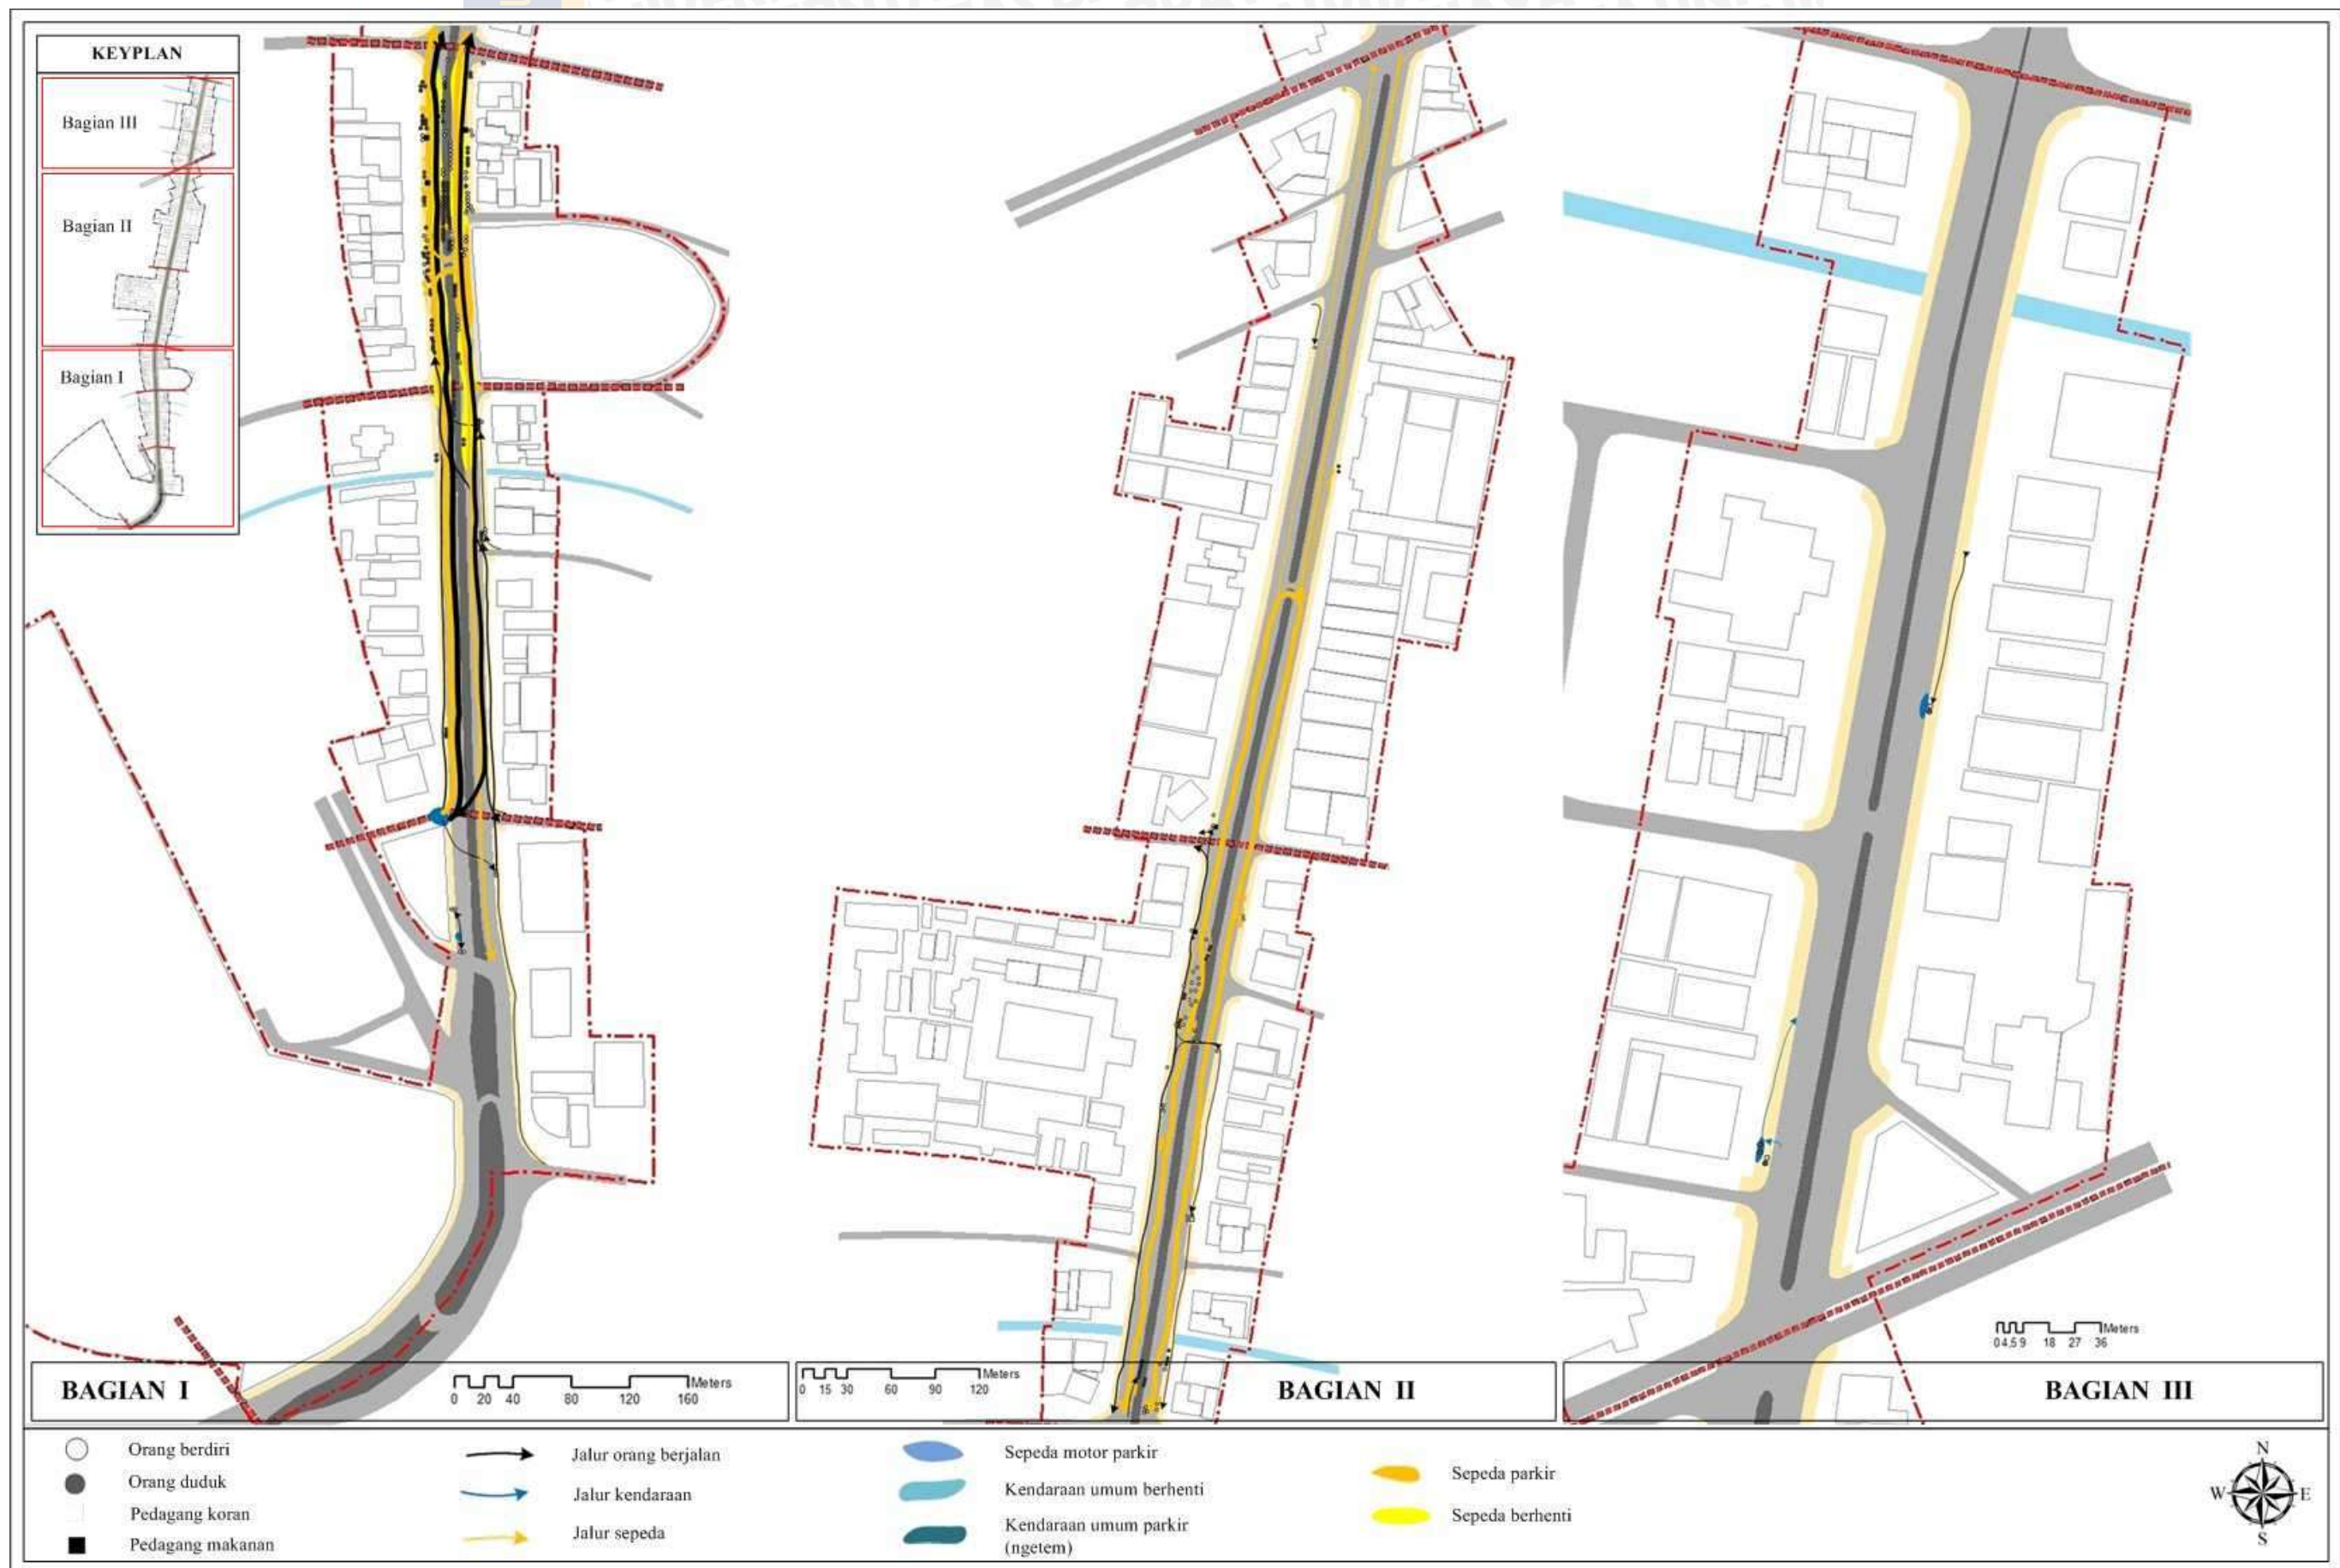 KEYPLAN
Bagian III
Bagian II
Bagian I
BAGIAN I
0 20 40 80 120 160
Meters
0 15 30 60 90 120
Meters
BAGIAN II
0 4,5 9 18 27 36
Meters
BAGIAN III
Orang berdiri
Orang duduk
Pedagang koran
Pedagang makanan
Jalur orang berjalan
Jalur kendaraan
Jalur sepeda
Sepeda motor parkir
Kendaraan umum berhenti
Kendaraan umum parkir
(ngetem)
Sepeda parkir
Sepeda berhenti
N
W E
S